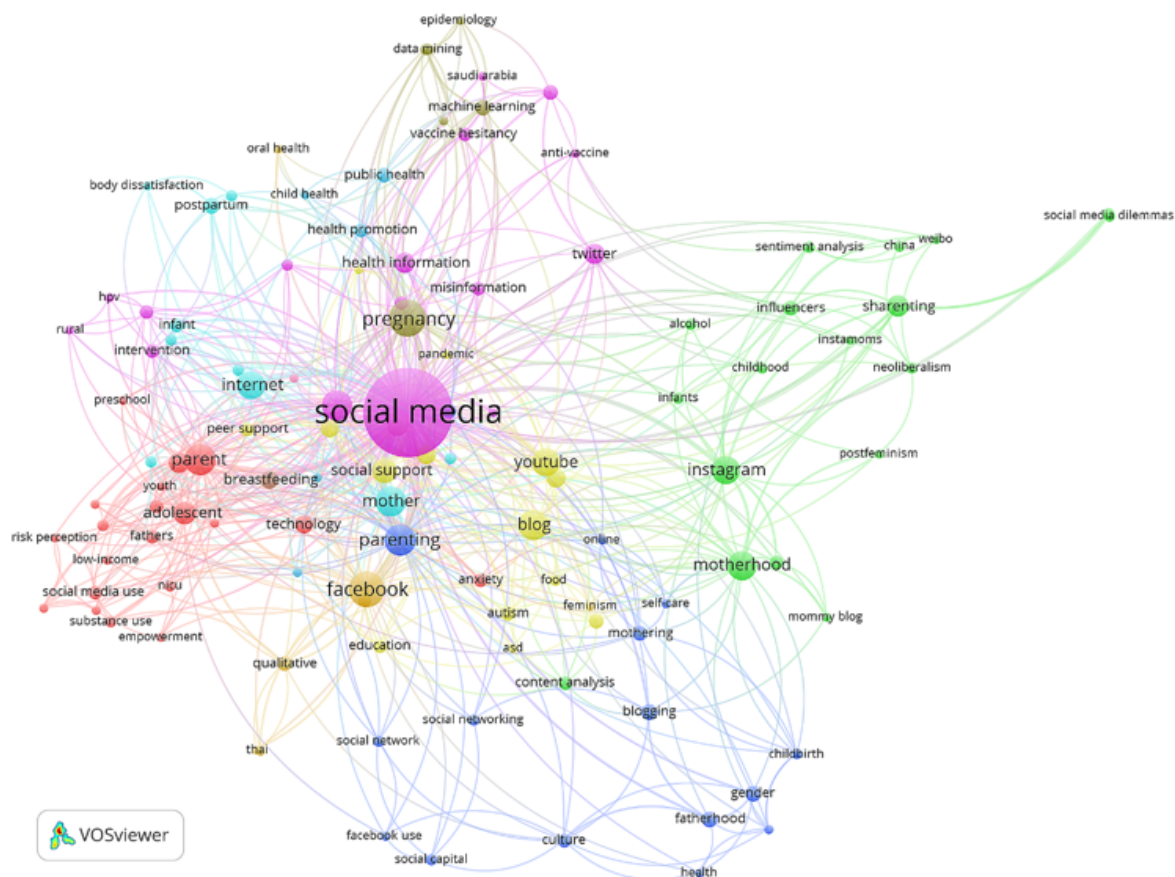 epidemiology
data mining
saudi arabia
machine learning
vaccine hesitancy
anti-vaccine
oral health
public health
body dissatisfaction
child health
postpartum
social media dilemmas
health promotion
weibo
sentiment analysis
china
twitter
health information
misinformation
hpv
influencers
sharenting
pregnancy
infant
alcohol
rural
instamoms
intervention
pandemic
childhood
neoliberalism
internet
preschool
infants
social media
peer support
postfeminism
parent
youtube
social support
instagram
breastfeeding
youth
mother
adolescent
technology
blog
risk perception
fathers
parenting
online
low-income
motherhood
nicu
anxiety
food
social media use
facebook
self-care
feminism
autism
substance use
mommy blog
empowerment
mothering
education
asd
qualitative
content analysis
blogging
social networking
social network
thai
childbirth
gender
fatherhood
VOSviewer
facebook use
culture
social capital
health